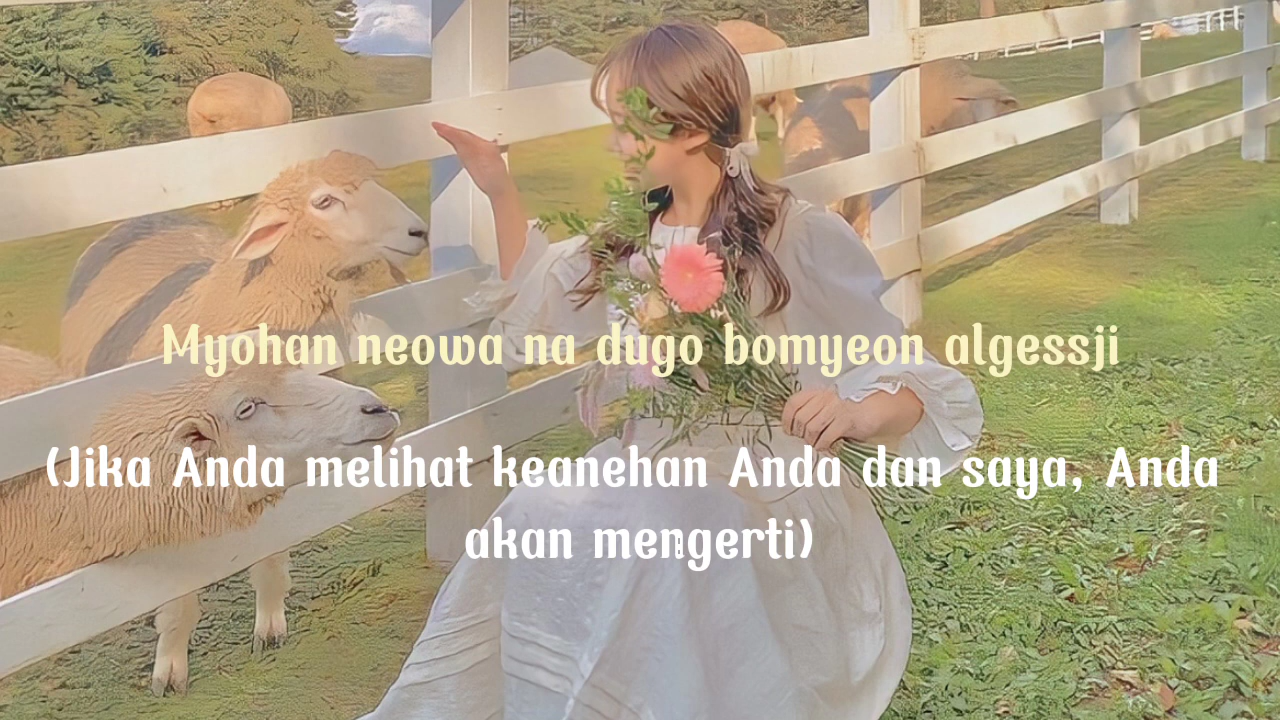 Myohan neowa na dugo bomyeon algessji
(Jika Anda melihat keanehan Anda dan saya, Anda
akan mengerti)